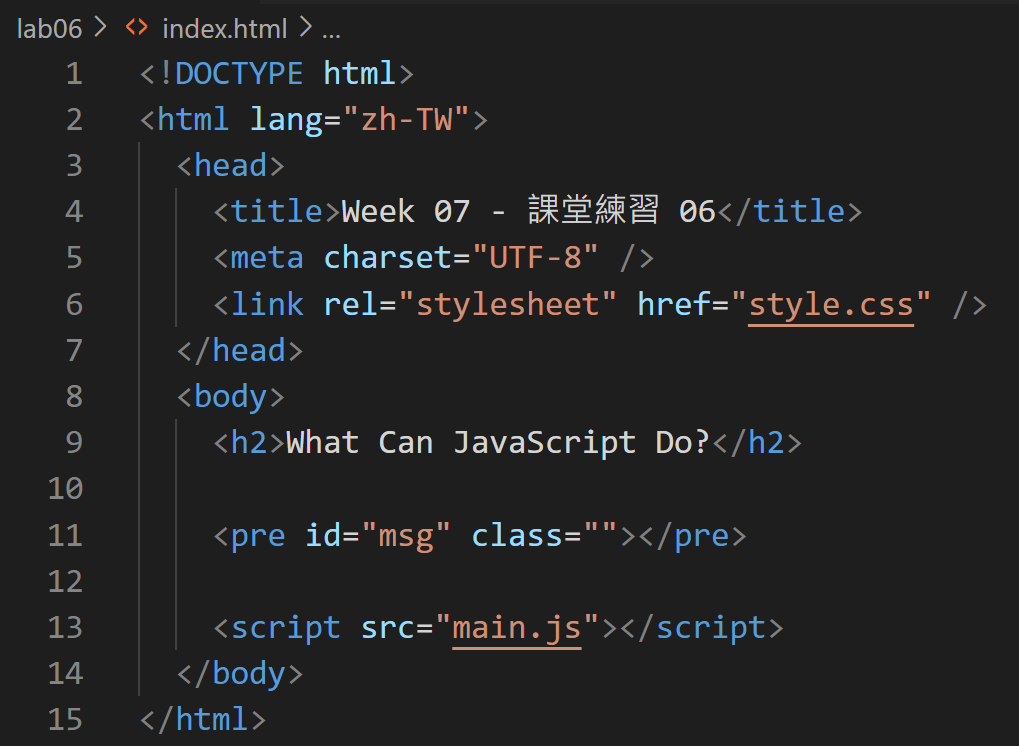 lab06 > <> index.html > ...
1 <!DOCTYPE html>
2 <html lang="zh-TW">
3   <head>
4     <title>Week 07 - 課堂練習 06</title>
5     <meta charset="UTF-8" />
6     <link rel="stylesheet" href="style.css" />
7   </head>
8   <body>
9     <h2>What Can JavaScript Do?</h2>
10
11     <pre id="msg" class=""></pre>
12
13     <script src="main.js"></script>
14   </body>
15 </html>